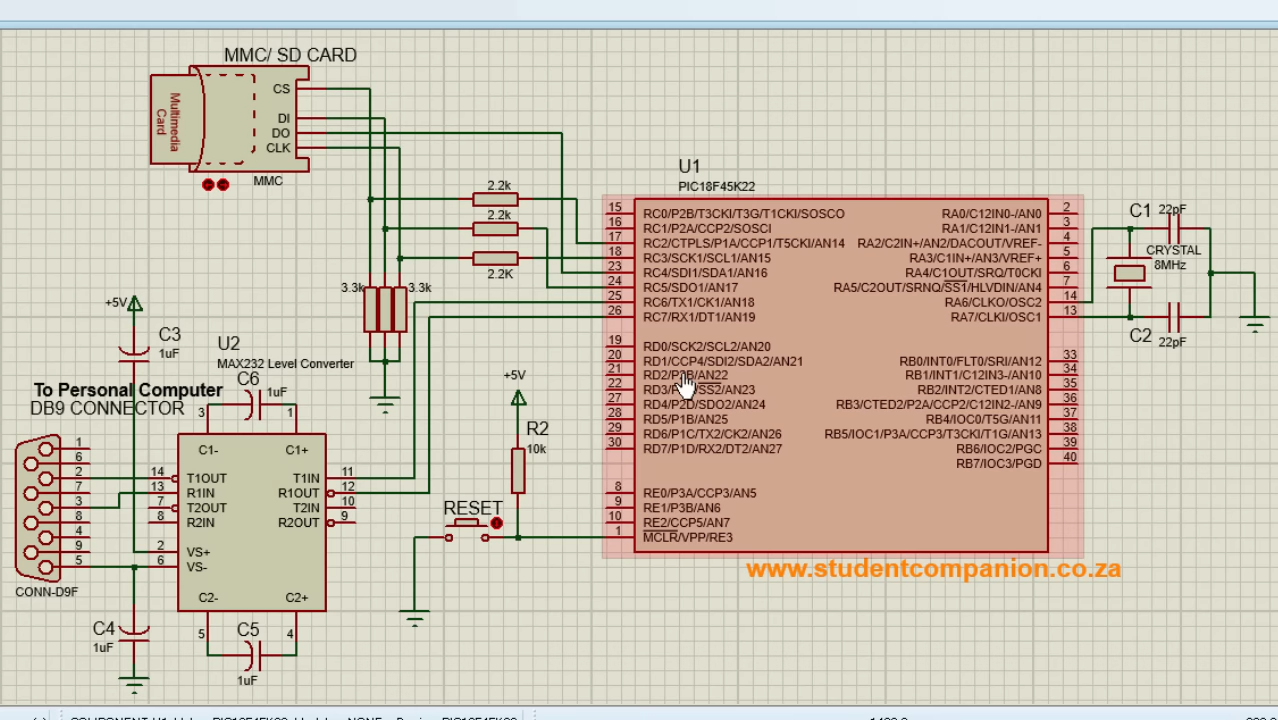 MMC/ SD CARD
Multimedia
Card
CS
DI
DO
CLK
MMC
2.2k
2.2k
2.2K
3.3k
3.3k
U1
PIC18F45K22
15 RC0/P2B/T3CKI/T3G/T1CKI/SOSCO
16 RC1/P2A/CCP2/SOSCI
17 RC2/CTPLS/P1A/CCP1/T5CKI/AN14
18 RC3/SCK1/SCL1/AN15
23 RC4/SDI1/SDA1/AN16
24 RC5/SDO1/AN17
25 RC6/TX1/CK1/AN18
26 RC7/RX1/DT1/AN19
19 RD0/SCK2/SCL2/AN20
20 RD1/CCP4/SDI2/SDA2/AN21
21 RD2/P2B/AN22
22 /SS2/AN23
27 RD4/P2D/SDO2/AN24
28 RD5/P1B/AN25
29 RD6/P1C/TX2/CK2/AN26
30 RD7/P1D/RX2/DT2/AN27
8 RE0/P3A/CCP3/AN5
9 RE1/P3B/AN6
10 RE2/CCP5/AN7
1 MCLR/VPP/RE3
RA0/C12IN0-/AN0 2
RA1/C12IN1-/AN1 3
RA2/C2IN+/AN2/DACOUT/VREF- 4
RA3/C1IN+/AN3/VREF+ 5
RA4/C1OUT/SRQ/T0CKI 6
RA5/C2OUT/SRNQ/SS1/HLVDIN/AN4 7
RA6/CLKO/OSC2 14
RA7/CLKI/OSC1 13
RB0/INT0/FLT0/SRI/AN12 33
RB1/INT1/C12IN3-/AN10 34
RB2/INT2/CTED1/AN8 35
RB3/CTED2/P2A/CCP2/C12IN2-/AN9 36
RB4/IOC0/T5G/AN11 37
RB5/IOC1/P3A/CCP3/T3CKI/T1G/AN13 38
RB6/IOC2/PGC 39
RB7/IOC3/PGD 40
C1 22pF
CRYSTAL
8MHz
C2 22pF
+5V
C3
1uF
U2
MAX232 Level Converter
To Personal Computer
DB9 CONNECTOR
C6 1uF
3 1
C1- C1+
1
6
2
7
3
8
4
9
5
CONN-D9F
14 T1OUT
13 R1IN
7 T2OUT
8 R2IN
2 VS+
6 VS-
T1IN 11
R1OUT 12
T2IN 10
R2OUT 9
C2- C2+
5 4
C5
1uF
C4
1uF
+5V
R2
10k
RESET
www.studentcompanion.co.za